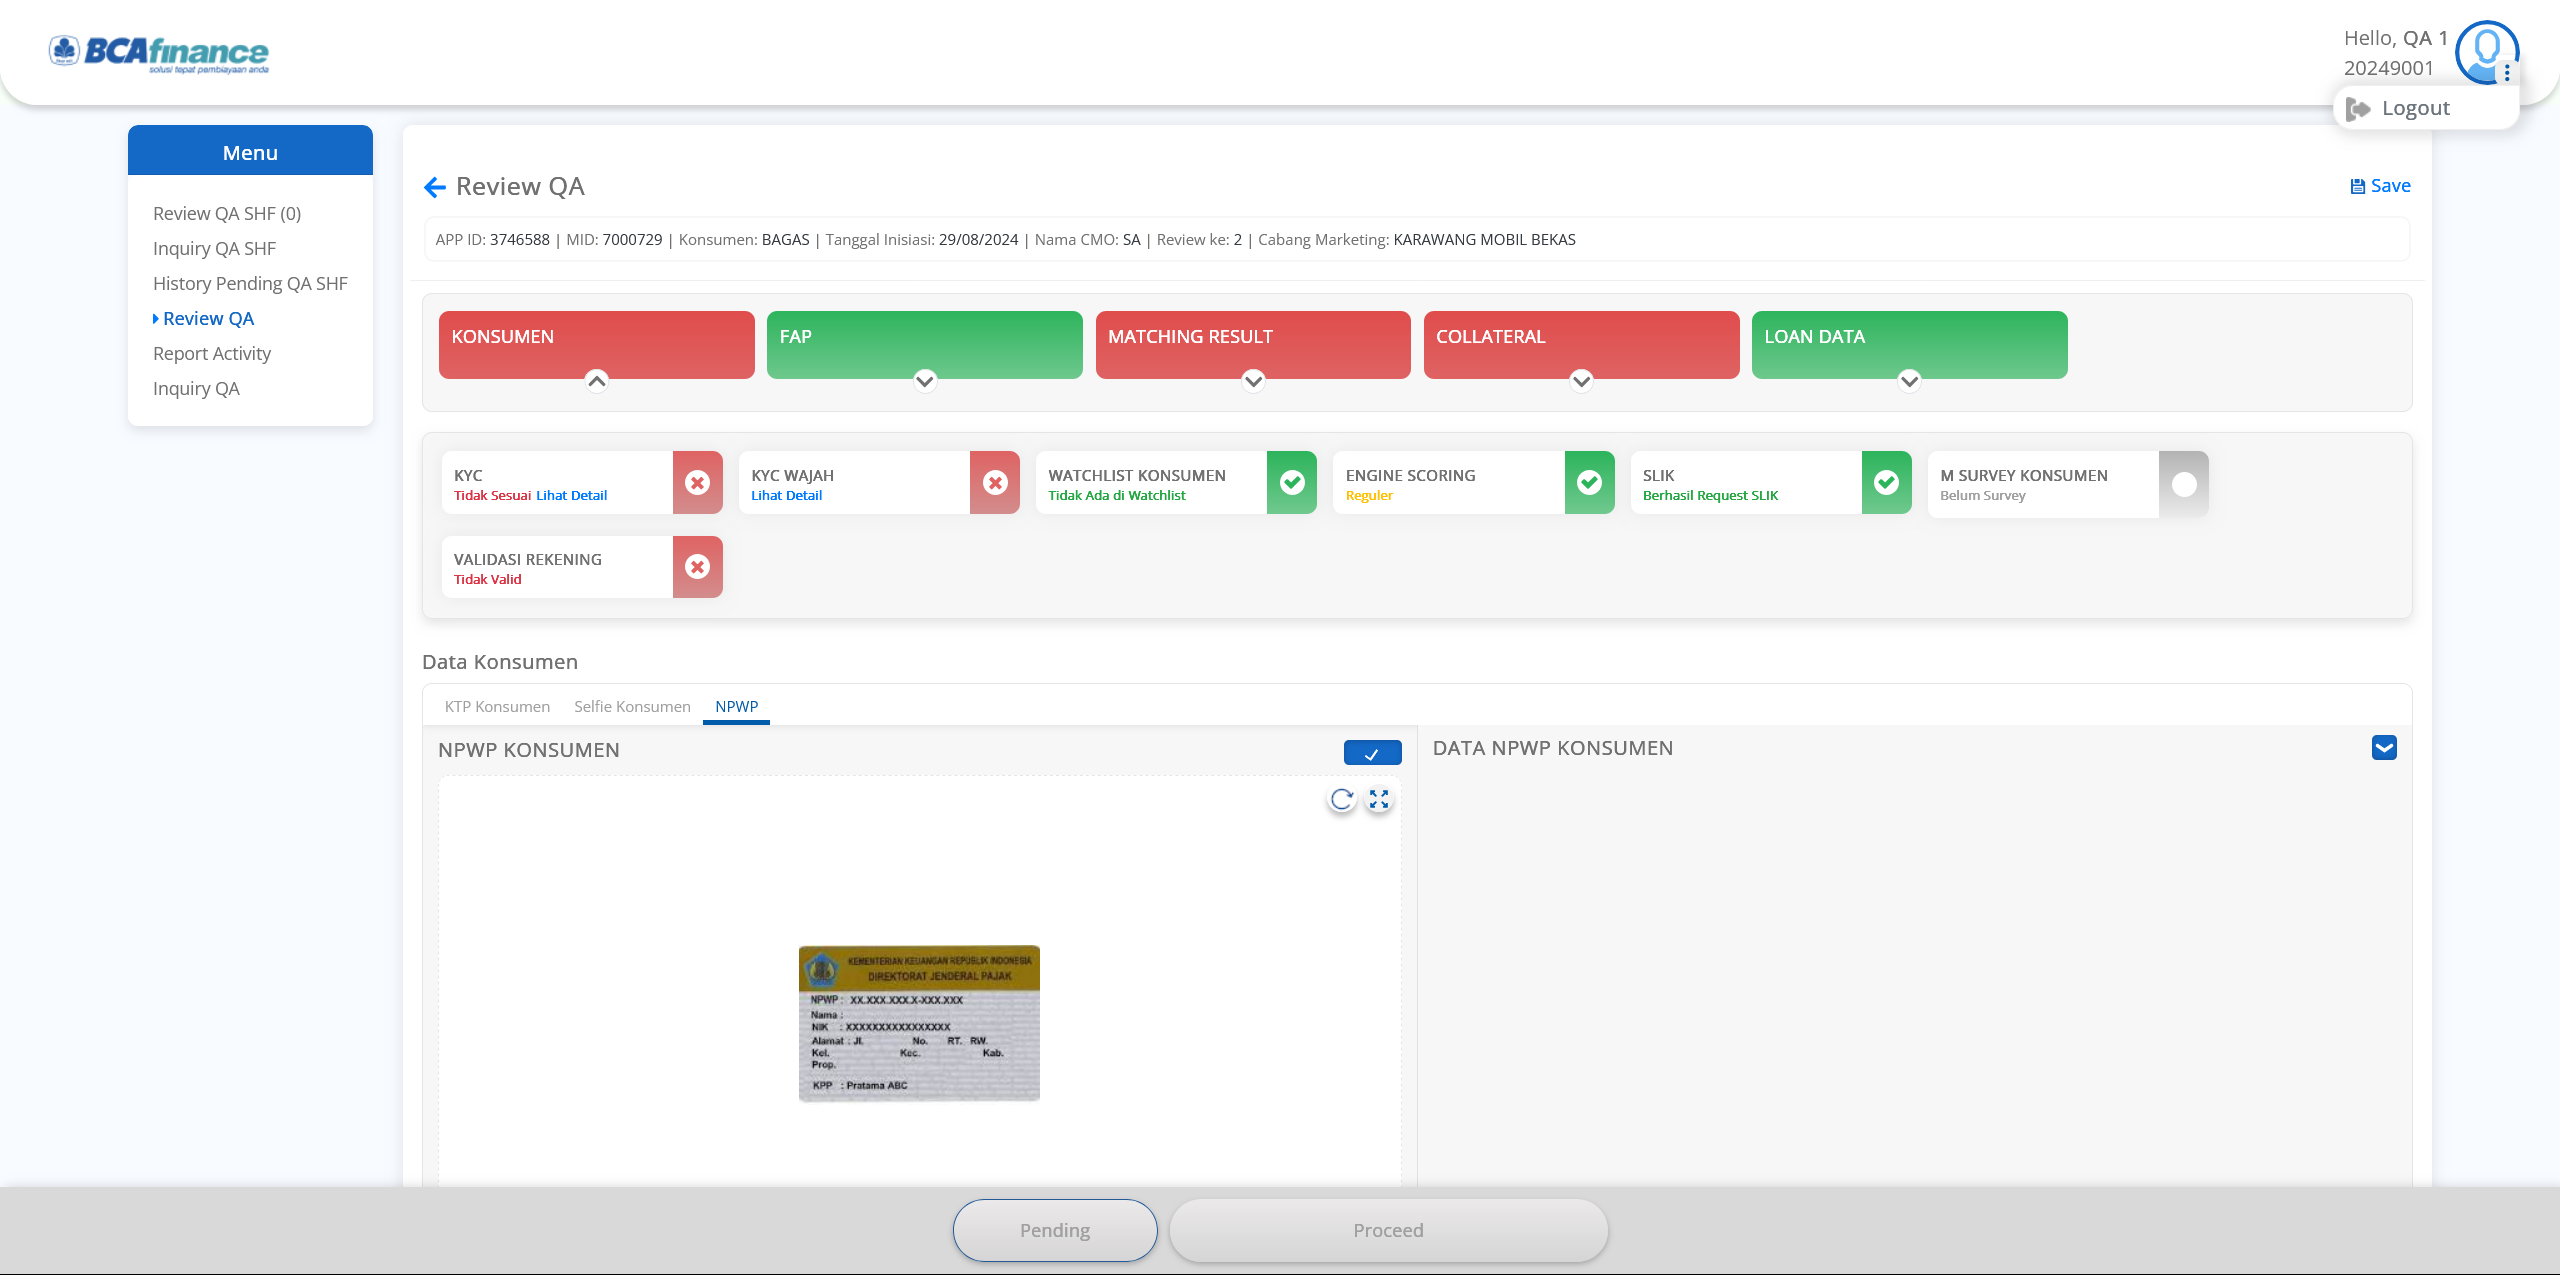 BCAfinance
solusi tepat pembiayaan anda
Hello, QA 1
20249001
Logout
Menu
Review QA SHF (0)
Inquiry QA SHF
History Pending QA SHF
Review QA
Report Activity
Inquiry QA
Review QA
Save
APP ID: 3746588 | MID: 7000729 | Konsumen: BAGAS | Tanggal Inisiasi: 29/08/2024 | Nama CMO: SA | Review ke: 2 | Cabang Marketing: KARAWANG MOBIL BEKAS
KONSUMEN
FAP
MATCHING RESULT
COLLATERAL
LOAN DATA
KYC
Tidak Sesuai Lihat Detail
KYC WAJAH
Lihat Detail
WATCHLIST KONSUMEN
Tidak Ada di Watchlist
ENGINE SCORING
Reguler
SLIK
Berhasil Request SLIK
M SURVEY KONSUMEN
Belum Survey
VALIDASI REKENING
Tidak Valid
Data Konsumen
KTP Konsumen Selfie Konsumen NPWP
NPWP KONSUMEN
DATA NPWP KONSUMEN
KEMENTERIAN KEUANGAN REPUBLIK INDONESIA
DIREKTORAT JENDERAL PAJAK
NPWP : XX.XXX.XXX.X-XXX.XXX
Nama :
NIK : XXXXXXXXXXXXXXXX
Alamat : Jl. No. RT. RW.
Kel. Kec. Kab.
Prop.
KPP : Pratama ABC
Pending
Proceed